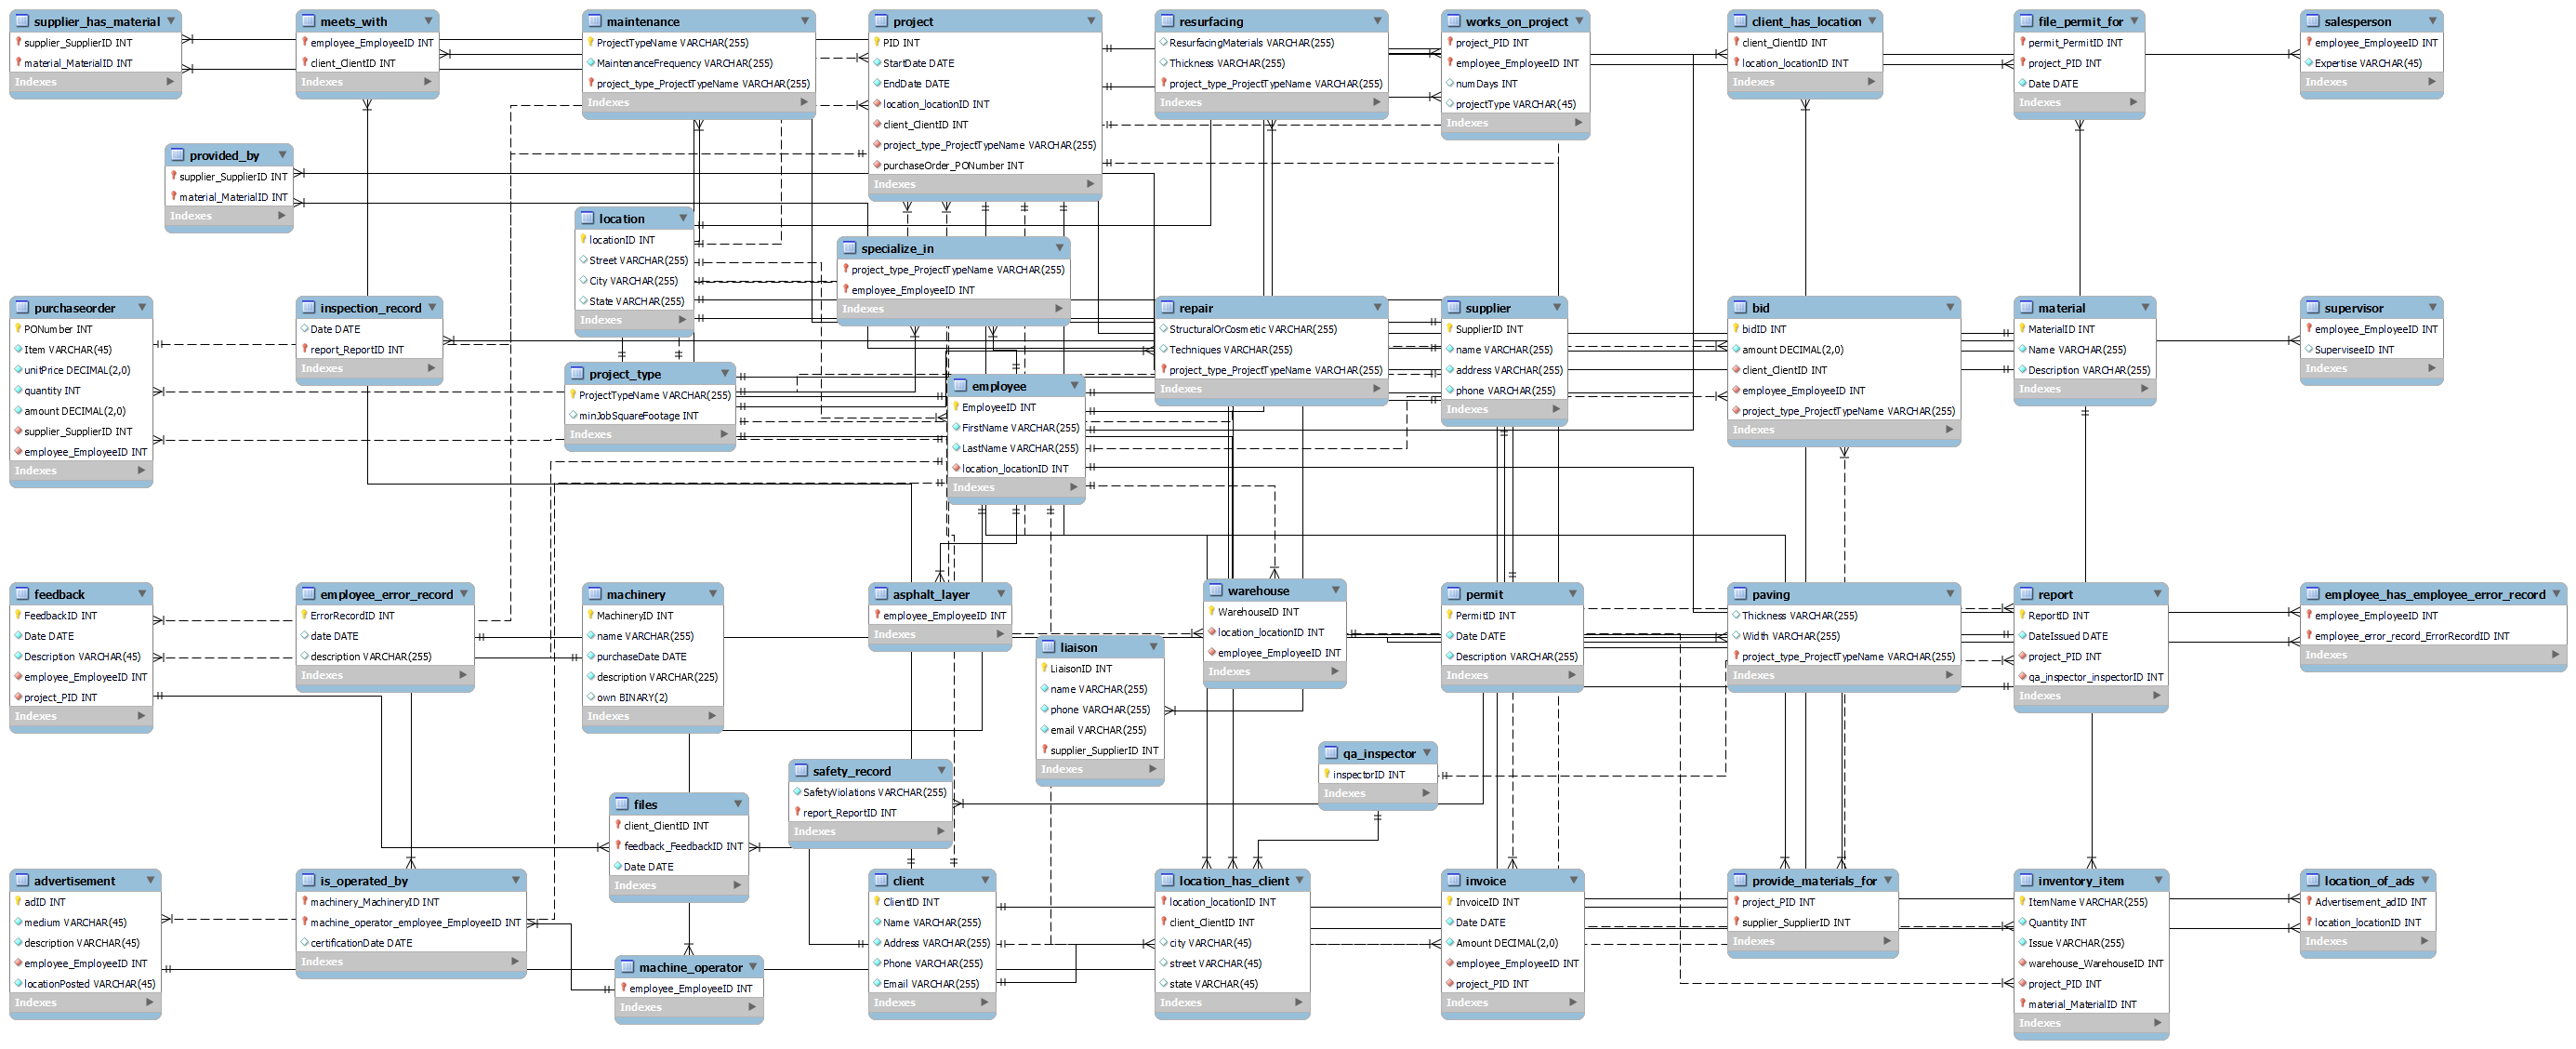 supplier_has_material
supplier_SupplierID INT
material_MaterialID INT
Indexes
meets_with
employee_EmployeeID INT
client_ClientID INT
Indexes
maintenance
ProjectTypeName VARCHAR(255)
MaintenanceFrequency VARCHAR(255)
project_type_ProjectTypeName VARCHAR(255)
Indexes
project
PID INT
StartDate DATE
EndDate DATE
location_locationID INT
client_ClientID INT
project_type_ProjectTypeName VARCHAR(255)
purchaseOrder_PONumber INT
Indexes
resurfacing
ResurfacingMaterials VARCHAR(255)
Thickness VARCHAR(255)
project_type_ProjectTypeName VARCHAR(255)
Indexes
works_on_project
project_PID INT
employee_EmployeeID INT
numDays INT
projectType VARCHAR(45)
Indexes
client_has_location
client_ClientID INT
location_locationID INT
Indexes
file_permit_for
permit_PermitID INT
project_PID INT
Date DATE
Indexes
salesperson
employee_EmployeeID INT
Expertise VARCHAR(45)
Indexes
provided_by
supplier_SupplierID INT
material_MaterialID INT
Indexes
location
locationID INT
Street VARCHAR(255)
City VARCHAR(255)
State VARCHAR(255)
Indexes
specialize_in
project_type_ProjectTypeName VARCHAR(255)
employee_EmployeeID INT
Indexes
purchaseorder
PONumber INT
Item VARCHAR(45)
unitPrice DECIMAL(2,0)
quantity INT
amount DECIMAL(2,0)
supplier_SupplierID INT
employee_EmployeeID INT
Indexes
inspection_record
Date DATE
report_ReportID INT
Indexes
project_type
ProjectTypeName VARCHAR(255)
minJobSquareFootage INT
Indexes
employee
EmployeeID INT
FirstName VARCHAR(255)
LastName VARCHAR(255)
location_locationID INT
Indexes
repair
StructuralOrCosmetic VARCHAR(255)
Techniques VARCHAR(255)
project_type_ProjectTypeName VARCHAR(255)
Indexes
supplier
SupplierID INT
name VARCHAR(255)
address VARCHAR(255)
phone VARCHAR(255)
Indexes
bid
bidID INT
amount DECIMAL(2,0)
client_ClientID INT
employee_EmployeeID INT
project_type_ProjectTypeName VARCHAR(255)
Indexes
material
MaterialID INT
Name VARCHAR(255)
Description VARCHAR(255)
Indexes
supervisor
employee_EmployeeID INT
SuperviseeID INT
Indexes
feedback
FeedbackID INT
Date DATE
Description VARCHAR(45)
employee_EmployeeID INT
project_PID INT
Indexes
employee_error_record
ErrorRecordID INT
date DATE
description VARCHAR(255)
Indexes
machinery
MachineryID INT
name VARCHAR(255)
purchaseDate DATE
description VARCHAR(225)
own BINARY(2)
Indexes
asphalt_layer
employee_EmployeeID INT
Indexes
liaison
LiaisonID INT
name VARCHAR(255)
phone VARCHAR(255)
email VARCHAR(255)
supplier_SupplierID INT
Indexes
warehouse
WarehouseID INT
location_locationID INT
employee_EmployeeID INT
Indexes
permit
PermitID INT
Date DATE
Description VARCHAR(255)
Indexes
paving
Thickness VARCHAR(255)
Width VARCHAR(255)
project_type_ProjectTypeName VARCHAR(255)
Indexes
report
ReportID INT
DateIssued DATE
project_PID INT
qa_inspector_inspectorID INT
Indexes
employee_has_employee_error_record
employee_EmployeeID INT
employee_error_record_ErrorRecordID INT
Indexes
files
client_ClientID INT
feedback_FeedbackID INT
Date DATE
Indexes
safety_record
SafetyViolations VARCHAR(255)
report_ReportID INT
Indexes
qa_inspector
inspectorID INT
Indexes
advertisement
adID INT
medium VARCHAR(45)
description VARCHAR(45)
employee_EmployeeID INT
locationPosted VARCHAR(45)
Indexes
is_operated_by
machinery_MachineryID INT
machine_operator_employee_EmployeeID INT
certificationDate DATE
Indexes
machine_operator
employee_EmployeeID INT
Indexes
client
ClientID INT
Name VARCHAR(255)
Address VARCHAR(255)
Phone VARCHAR(255)
Email VARCHAR(255)
Indexes
location_has_client
location_locationID INT
client_ClientID INT
city VARCHAR(45)
street VARCHAR(45)
state VARCHAR(45)
Indexes
invoice
InvoiceID INT
Date DATE
Amount DECIMAL(2,0)
employee_EmployeeID INT
project_PID INT
Indexes
provide_materials_for
project_PID INT
supplier_SupplierID INT
Indexes
inventory_item
ItemName VARCHAR(255)
Quantity INT
Issue VARCHAR(255)
warehouse_WarehouseID INT
project_PID INT
material_MaterialID INT
Indexes
location_of_ads
Advertisement_adID INT
location_locationID INT
Indexes